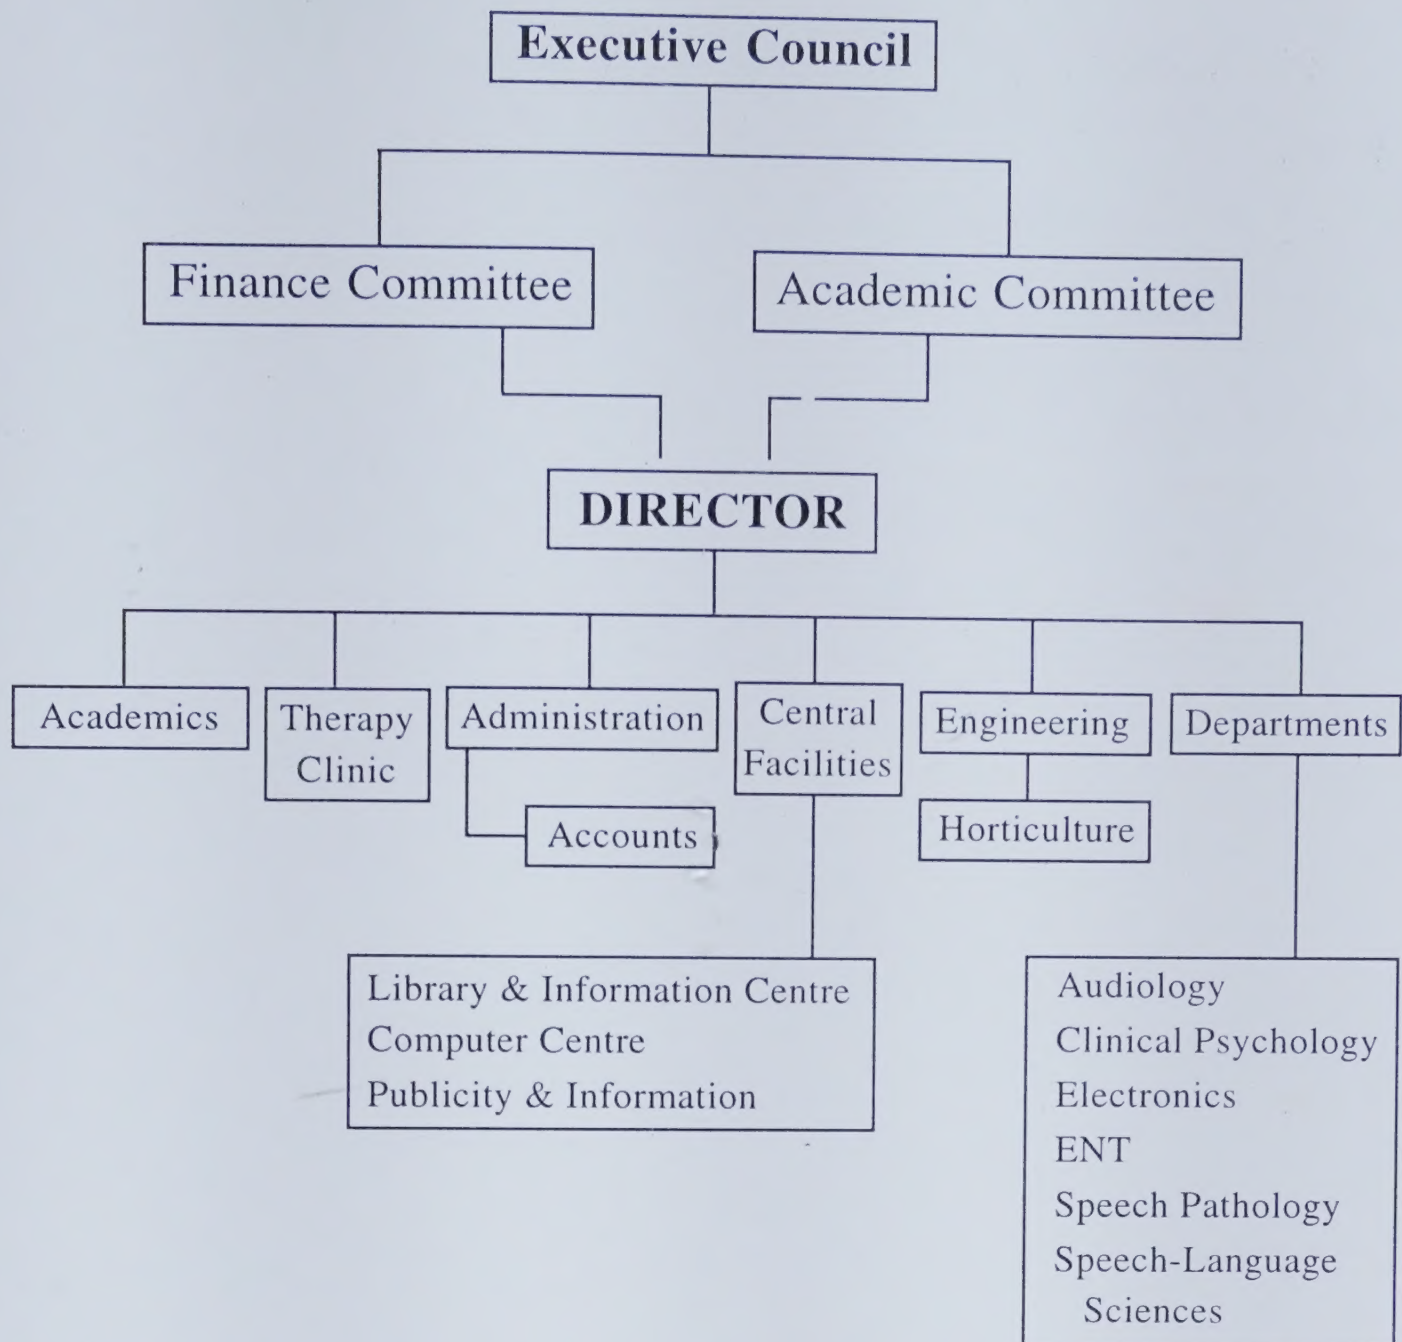 Executive Council
Finance Committee
Academic Committee
DIRECTOR
Academics
Therapy
Clinic
Administration
Central
Facilities
Engineering
Departments
Accounts
Horticulture
Library & Information Centre
Computer Centre
Publicity & Information
Audiology
Clinical Psychology
Electronics
ENT
Speech Pathology
Speech-Language
Sciences